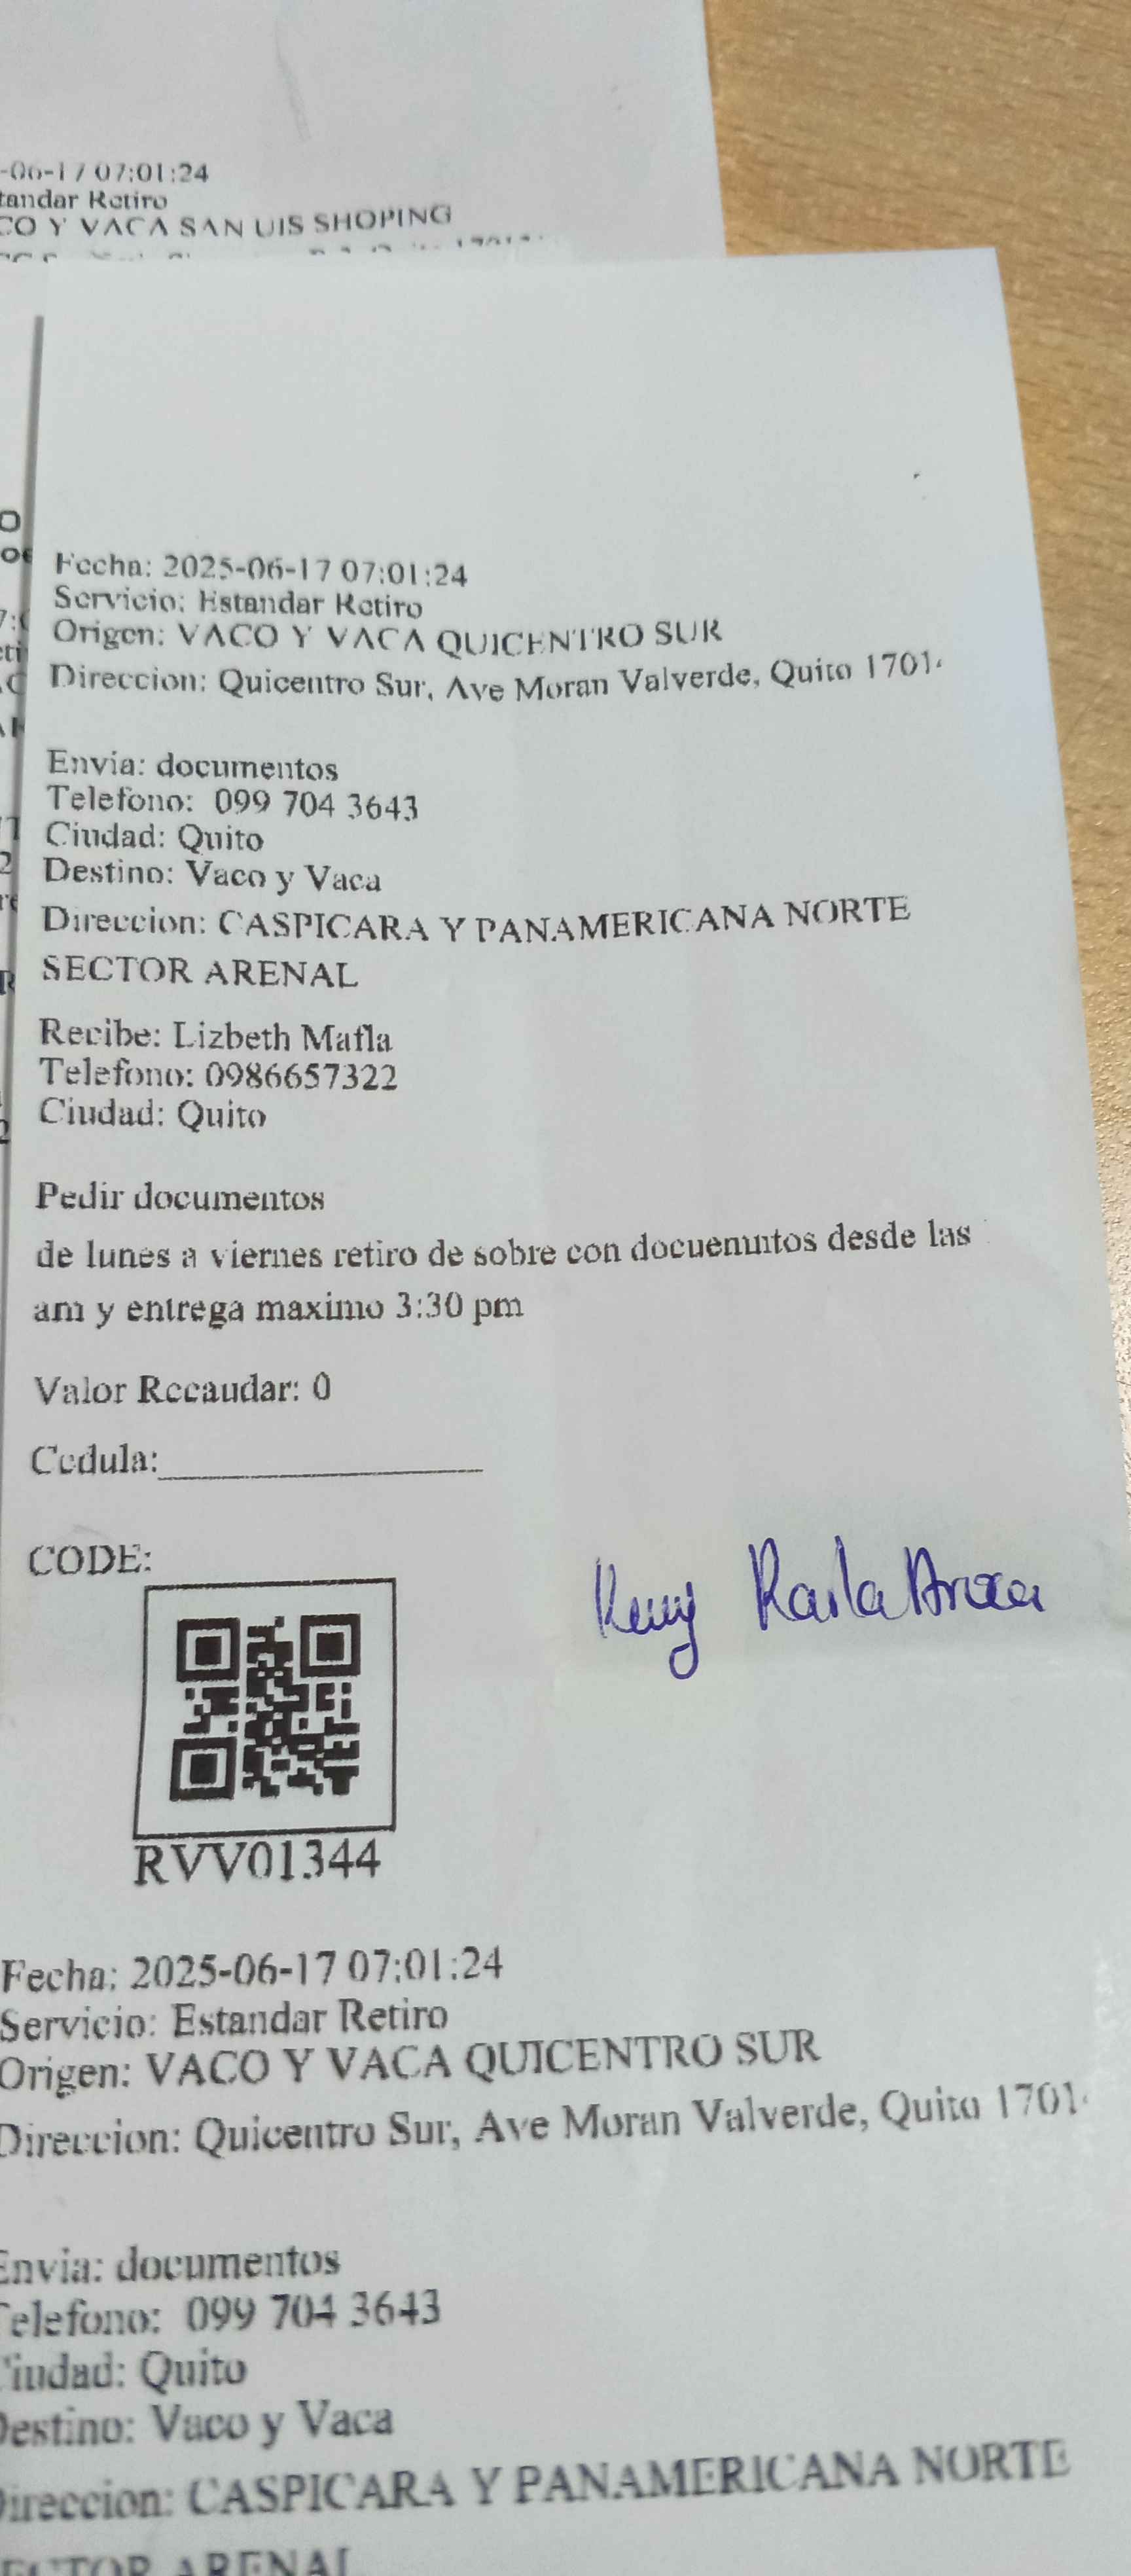 -06-17 07:01:24
tandar Retiro
CO Y VACA SAN UIS SHOPING
Fecha: 2025-06-17 07:01:24
Servicio: Estandar Retiro
Origen: VACO Y VACA QUICENTRO SUR
Direccion: Quicentro Sur, Ave Moran Valverde, Quito 1701
Envia: documentos
Telefono: 099 704 3643
Ciudad: Quito
Destino: Vaco y Vaca
Direccion: CASPICARA Y PANAMERICANA NORTE
SECTOR ARENAL
Recibe: Lizbeth Mafla
Telefono: 0986657322
Ciudad: Quito
Pedir documentos
de lunes a viernes retiro de sobre con docuenmtos desde las
am y entrega maximo 3:30 pm
Valor Recaudar: 0
Cedula:
CODE:
RVV01344
Fecha: 2025-06-17 07:01:24
Servicio: Estandar Retiro
Origen: VACO Y VACA QUICENTRO SUR
Direccion: Quicentro Sur, Ave Moran Valverde, Quito 1701
Envia: documentos
Telefono: 099 704 3643
Ciudad: Quito
Destino: Vaco y Vaca
Direccion: CASPICARA Y PANAMERICANA NORTE
SECTOR ARENAL